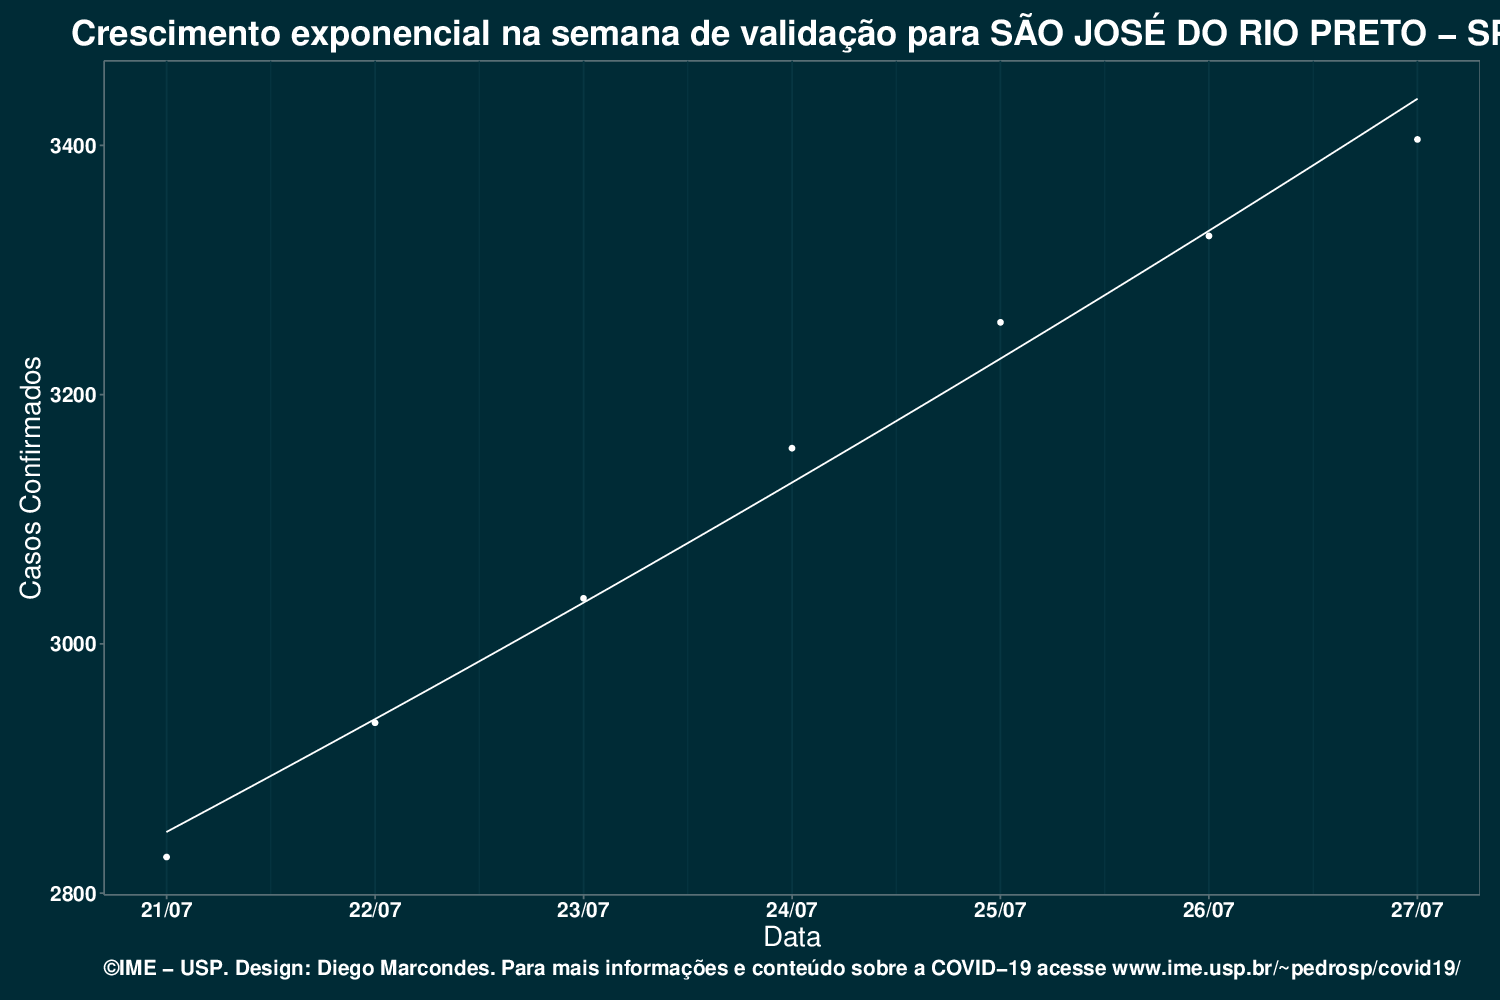 Crescimento exponencial na semana de validação para SÃO JOSÉ DO RIO PRETO – SP
3400
3200
3000
2800
Casos Confirmados
21/07 22/07 23/07 24/07 25/07 26/07 27/07
Data
©IME – USP. Design: Diego Marcondes. Para mais informações e conteúdo sobre a COVID–19 acesse www.ime.usp.br/~pedrosp/covid19/